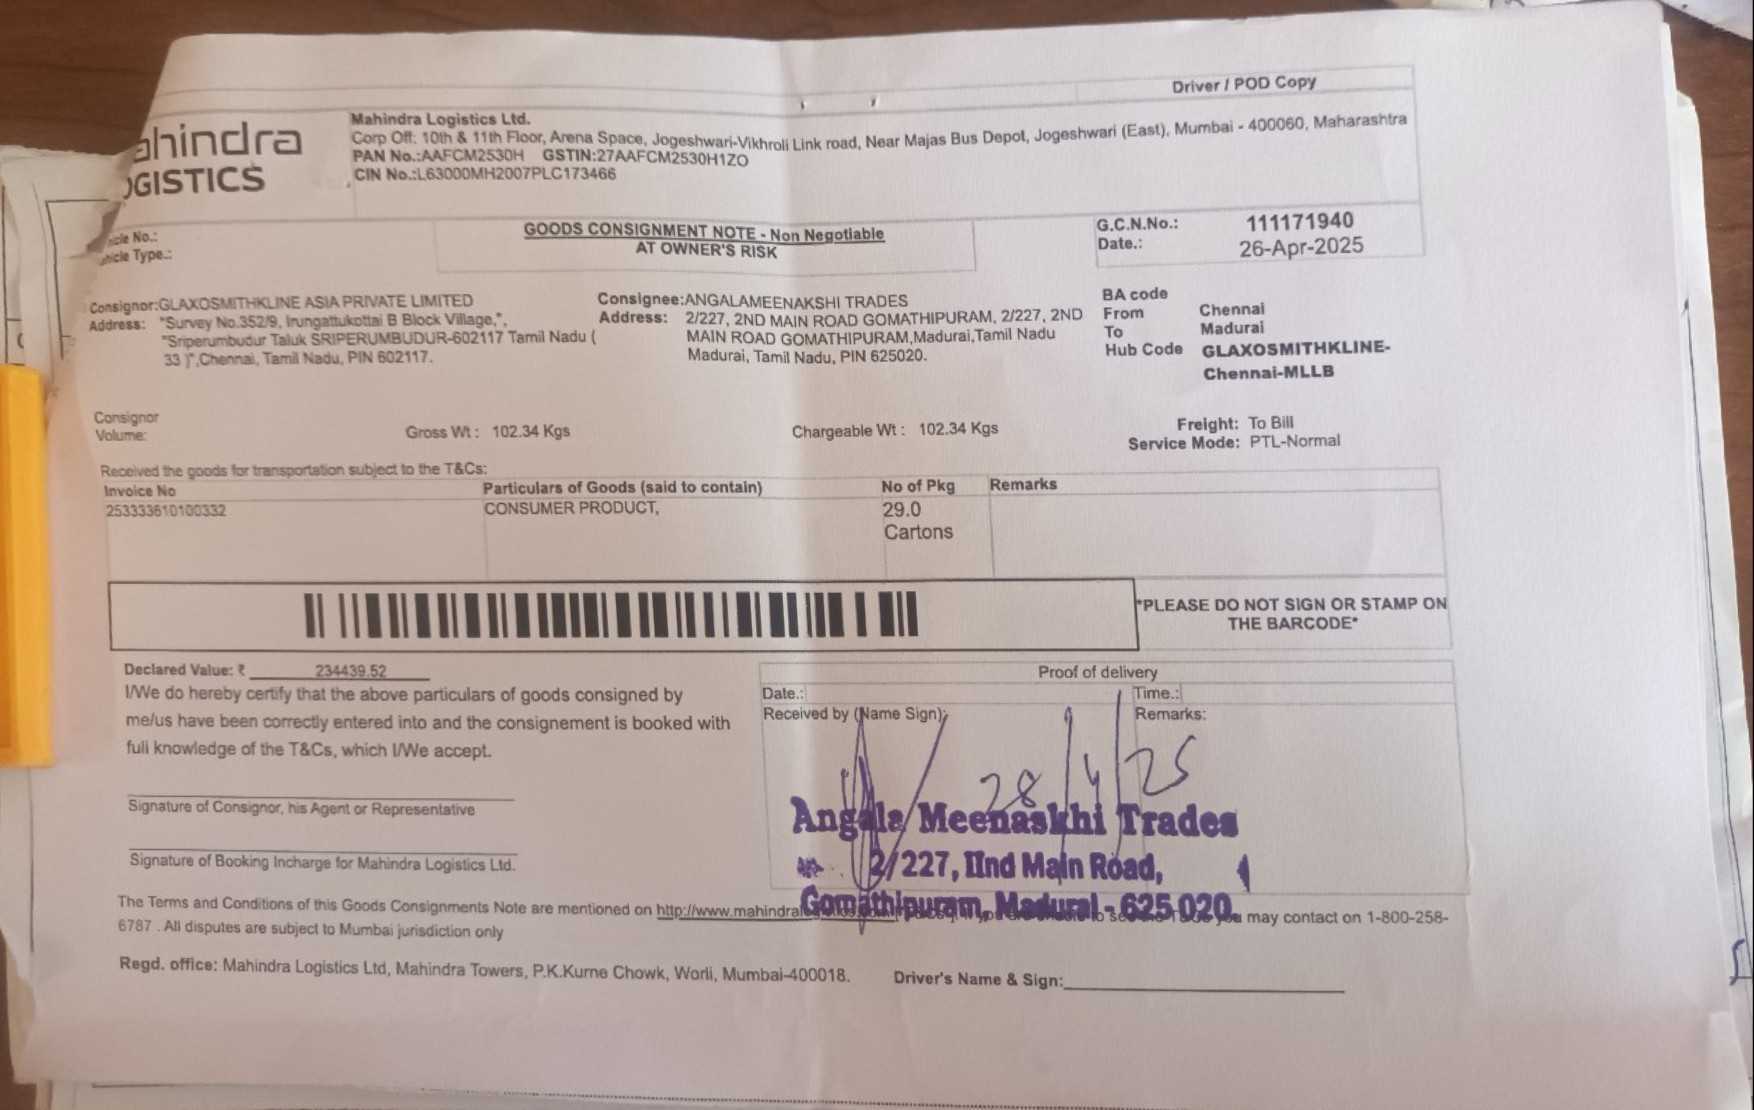 Driver / POD Copy
ahindra
OGISTICS
Mahindra Logistics Ltd.
Corp Off: 10th & 11th Floor, Arena Space, Jogeshwari-Vikhroli Link road, Near Majas Bus Depot, Jogeshwari (East), Mumbai - 400060, Maharashtra
PAN No.:AAFCM2530H GSTIN:27AAFCM2530H1ZO
CIN No.:L63000MH2007PLC173466
icle No.:
hicle Type.:
GOODS CONSIGNMENT NOTE - Non Negotiable
AT OWNER'S RISK
G.C.N.No.: 111171940
Date.: 26-Apr-2025
Consignor:GLAXOSMITHKLINE ASIA PRIVATE LIMITED
Address: "Survey No.352/9, Irungattukottai B Block Village,",
"Sriperumbudur Taluk SRIPERUMBUDUR-602117 Tamil Nadu (
33 )",Chennai, Tamil Nadu, PIN 602117.
Consignee:ANGALAMEENAKSHI TRADES
Address: 2/227, 2ND MAIN ROAD GOMATHIPURAM, 2/227, 2ND
MAIN ROAD GOMATHIPURAM,Madurai,Tamil Nadu
Madurai, Tamil Nadu, PIN 625020.
BA code
From Chennai
To Madurai
Hub Code GLAXOSMITHKLINE-
Chennai-MLLB
Consignor
Volume:
Gross Wt : 102.34 Kgs
Chargeable Wt : 102.34 Kgs
Freight: To Bill
Service Mode: PTL-Normal
Received the goods for transportation subject to the T&Cs:
Invoice No Particulars of Goods (said to contain) No of Pkg Remarks
253333610100332 CONSUMER PRODUCT, 29.0
Cartons
*PLEASE DO NOT SIGN OR STAMP ON
THE BARCODE*
Declared Value: ₹ 234439.52
I/We do hereby certify that the above particulars of goods consigned by
me/us have been correctly entered into and the consignement is booked with
full knowledge of the T&Cs, which I/We accept.
Signature of Consignor, his Agent or Representative
Signature of Booking Incharge for Mahindra Logistics Ltd.
Proof of delivery
Date.: Time.:
Received by (Name Sign): Remarks:
28/4/25
Angala Meenaskhi Trades
2/227, IInd Main Road,
Gomathipuram, Madurai - 625 020
The Terms and Conditions of this Goods Consignments Note are mentioned on http://www.mahindra may contact on 1-800-258-
6787 . All disputes are subject to Mumbai jurisdiction only
Regd. office: Mahindra Logistics Ltd, Mahindra Towers, P.K.Kurne Chowk, Worli, Mumbai-400018.
Driver's Name & Sign: